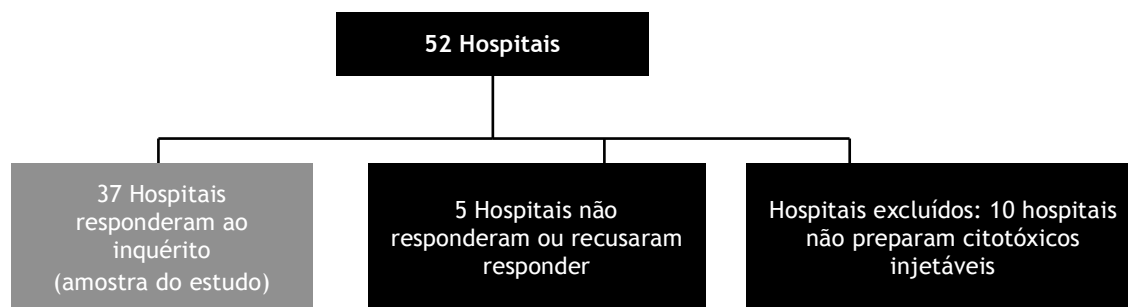 52 Hospitais
37 Hospitais
responderam ao
inquérito
(amostra do estudo)
5 Hospitais não
responderam ou recusaram
responder
Hospitais excluídos: 10 hospitais
não preparam citotóxicos
injetáveis